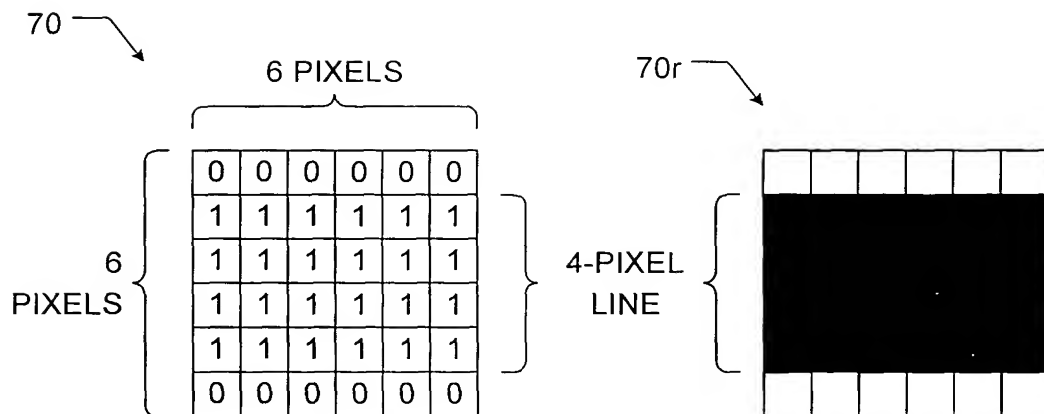 70
6 PIXELS
70r
6
PIXELS
0 0 0 0 0 0
1 1 1 1 1 1
1 1 1 1 1 1
1 1 1 1 1 1
1 1 1 1 1 1
0 0 0 0 0 0
4-PIXEL
LINE